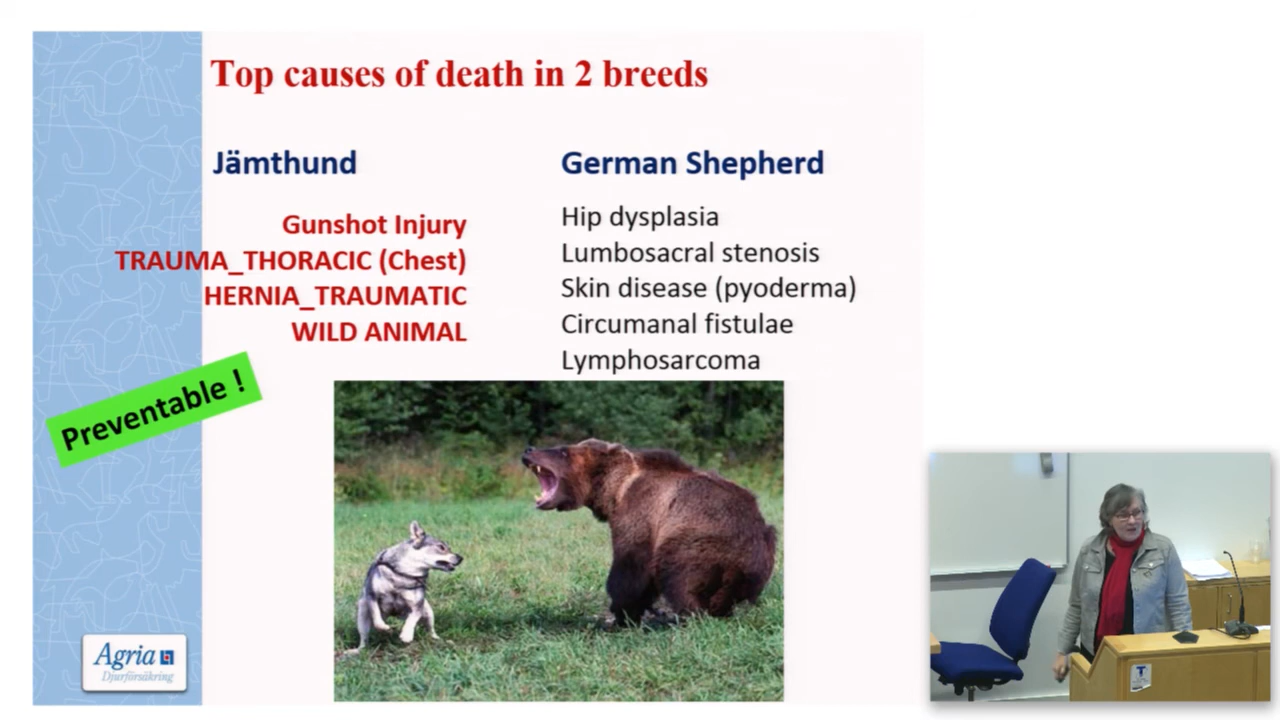 Top causes of death in 2 breeds
Jämthund
Gunshot Injury
TRAUMA_THORACIC (Chest)
HERNIA_TRAUMATIC
WILD ANIMAL
Preventable !
German Shepherd
Hip dysplasia
Lumbosacral stenosis
Skin disease (pyoderma)
Circumanal fistulae
Lymphosarcoma
Agria
Djurförsäkring